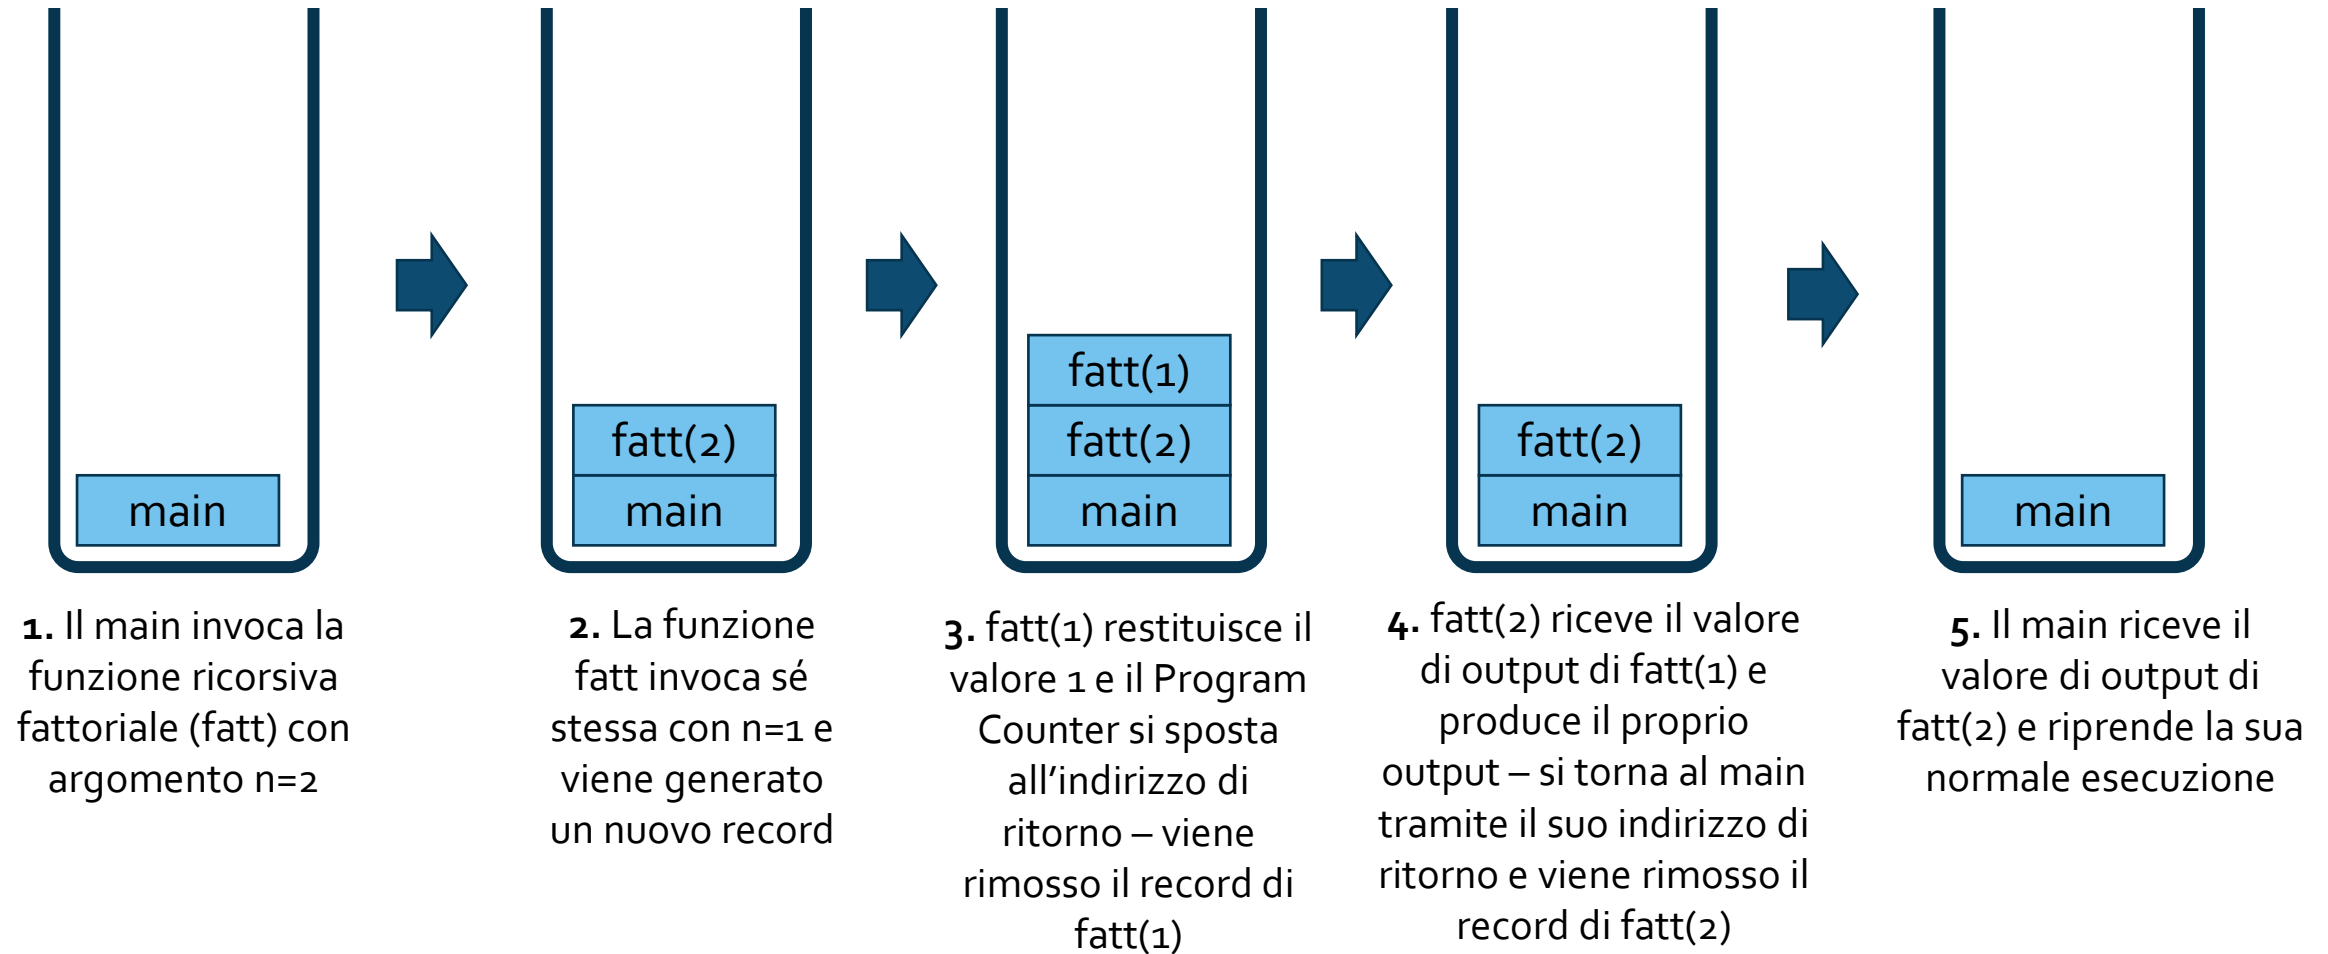 main
fatt(2)
main
fatt(1)
fatt(2)
main
fatt(2)
main
main
1. Il main invoca la
funzione ricorsiva
fattoriale (fatt) con
argomento n=2
2. La funzione
fatt invoca sé
stessa con n=1 e
viene generato
un nuovo record
3. fatt(1) restituisce il
valore 1 e il Program
Counter si sposta
all’indirizzo di
ritorno – viene
rimosso il record di
fatt(1)
4. fatt(2) riceve il valore
di output di fatt(1) e
produce il proprio
output – si torna al main
tramite il suo indirizzo di
ritorno e viene rimosso il
record di fatt(2)
5. Il main riceve il
valore di output di
fatt(2) e riprende la sua
normale esecuzione